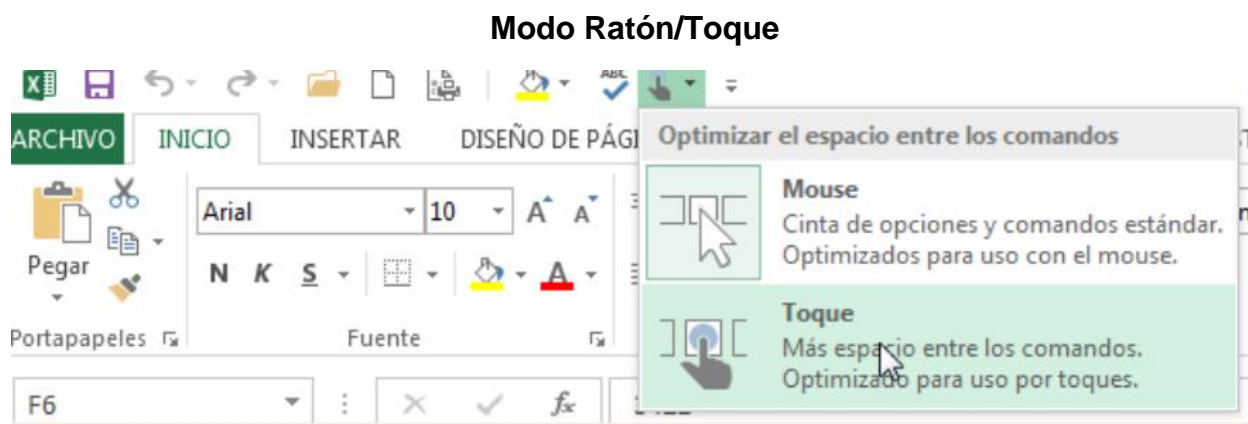 Modo Ratón/Toque
ABC
ARCHIVO INICIO INSERTAR DISEÑO DE PÁGI
Optimizar el espacio entre los comandos
Mouse
Cinta de opciones y comandos estándar.
Optimizados para uso con el mouse.
Toque
Más espacio entre los comandos.
Optimizado para uso por toques.
Arial 10 A A
Pegar
N K S A
Portapapeles Fuente
F6 fx